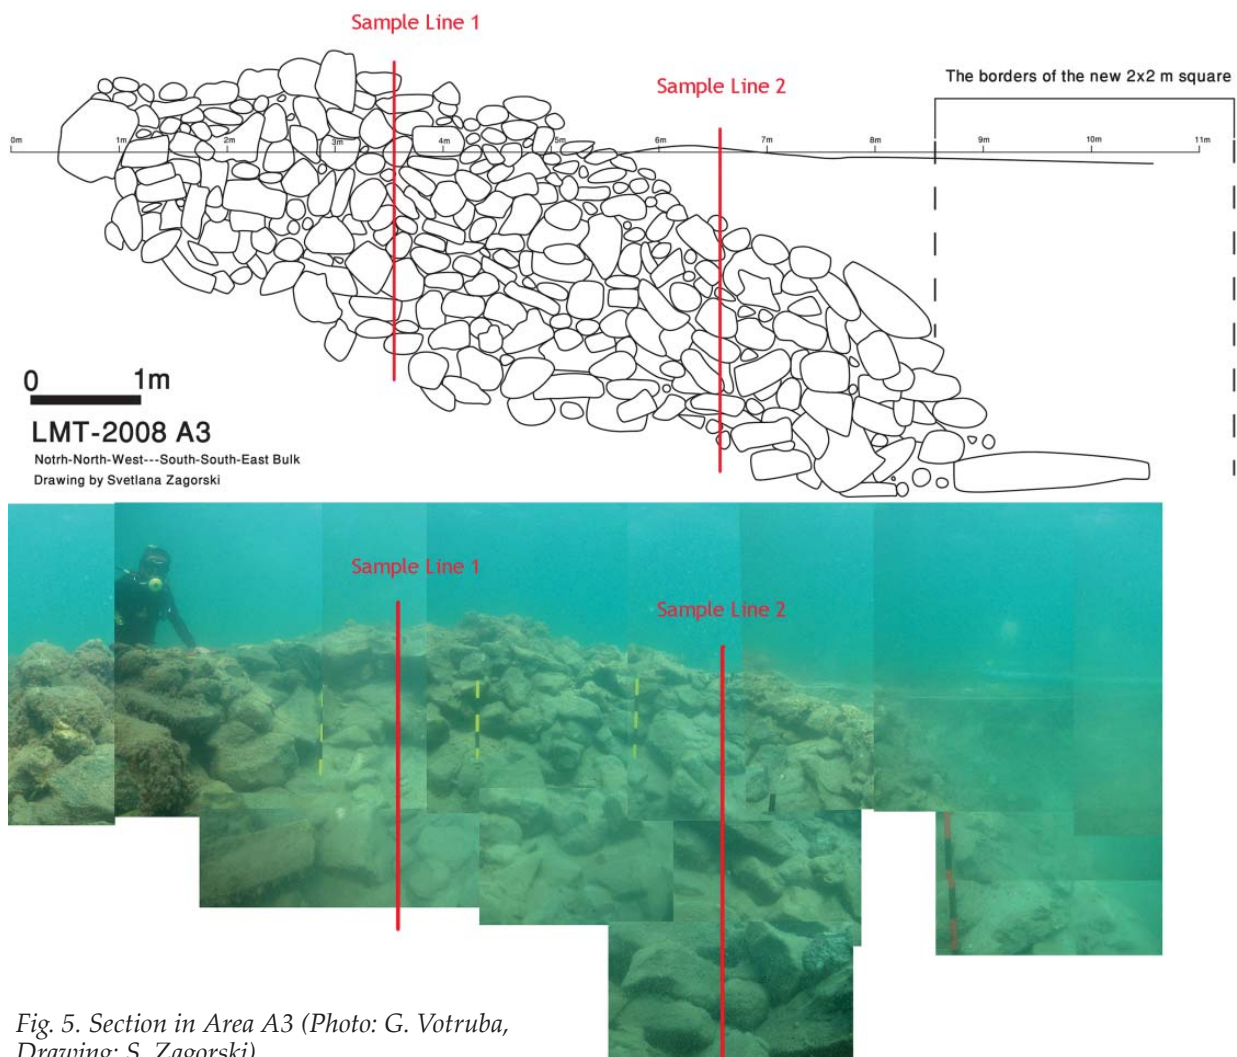 Sample Line 1
Sample Line 2
The borders of the new 2x2 m square
0m 1m 2m 3m 4m 5m 6m 7m 8m 9m 10m 11m
0 1m
LMT-2008 A3
Notrh-North-West---South-South-East Bulk
Drawing by Svetlana Zagorski
Sample Line 1
Sample Line 2
Fig. 5. Section in Area A3 (Photo: G. Votruba,
Drawing: S. Zagorski)